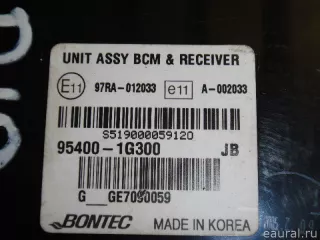 UNIT ASSY BCM & RECEIVER
E11 97RA-012033 e11 A-002033
S519000059120
95400-1G300 JB
G__GE7090059
BONTEC MADE IN KOREA
eaural.ru